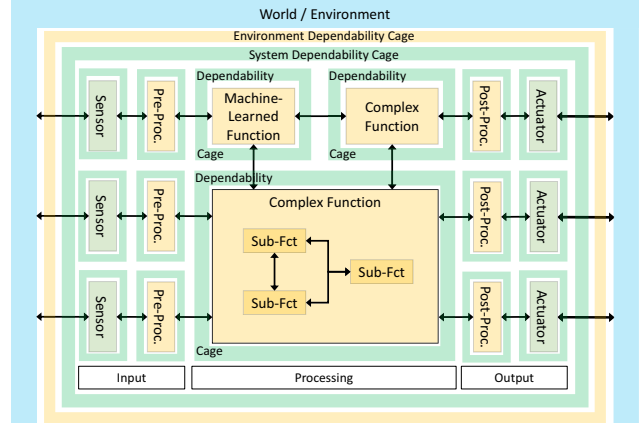 World / Environment
Environment Dependability Cage
System Dependability Cage
Dependability
Dependability
Sensor
Pre-Proc.
Machine-
Learned
Function
Complex
Function
Post-Proc.
Actuator
Cage
Cage
Dependability
Sensor
Pre-Proc.
Complex Function
Post-Proc.
Actuator
Sub-Fct
Sub-Fct
Sub-Fct
Sensor
Pre-Proc.
Post-Proc.
Actuator
Cage
Input
Processing
Output